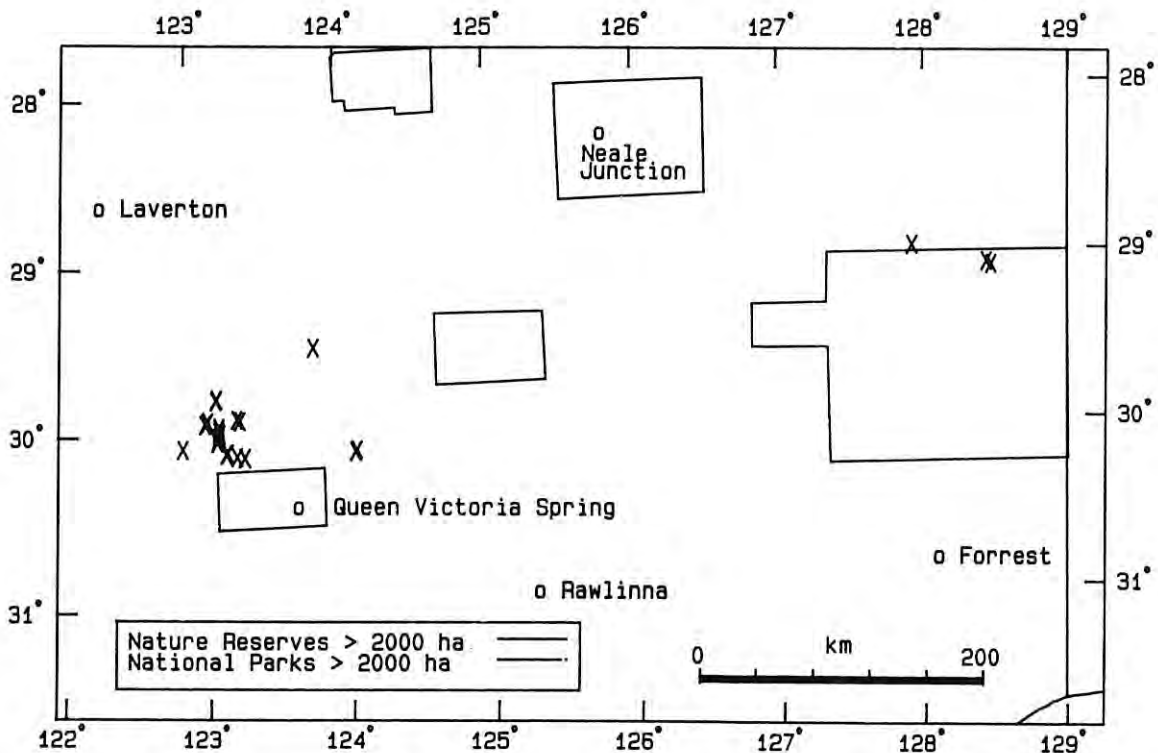 123° 124° 125° 126° 127° 128° 129°
28° 28°
Neale
Junction
Laverton
29° 29°
30° 30°
Queen Victoria Spring
Forrest
Rawlinna
31° 31°
Nature Reserves > 2000 ha
National Parks > 2000 ha
0 km 200
122° 123° 124° 125° 126° 127° 128° 129°